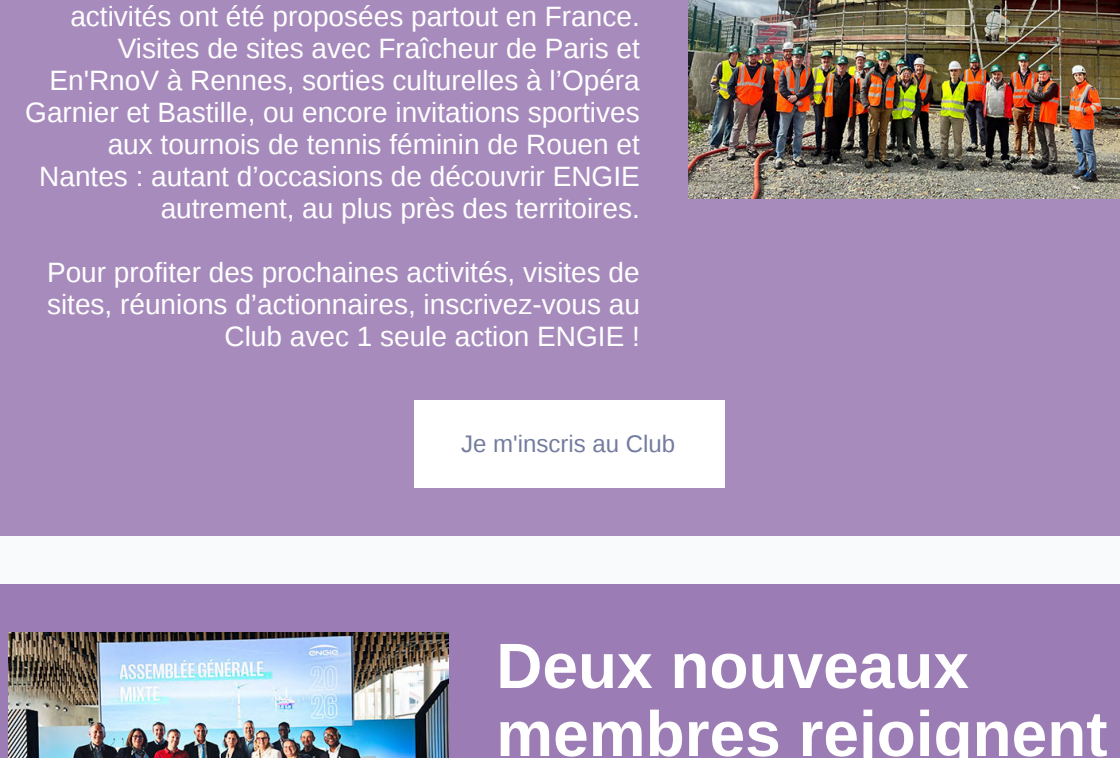 activités ont été proposées partout en France.
Visites de sites avec Fraîcheur de Paris et
En'RnoV à Rennes, sorties culturelles à l’Opéra
Garnier et Bastille, ou encore invitations sportives
aux tournois de tennis féminin de Rouen et
Nantes : autant d’occasions de découvrir ENGIE
autrement, au plus près des territoires.
Pour profiter des prochaines activités, visites de
sites, réunions d’actionnaires, inscrivez-vous au
Club avec 1 seule action ENGIE !
Je m'inscris au Club
ASSEMBLÉE GÉNÉRALE
MIXTE
ENGIE
20
26
Deux nouveaux
membres rejoignent